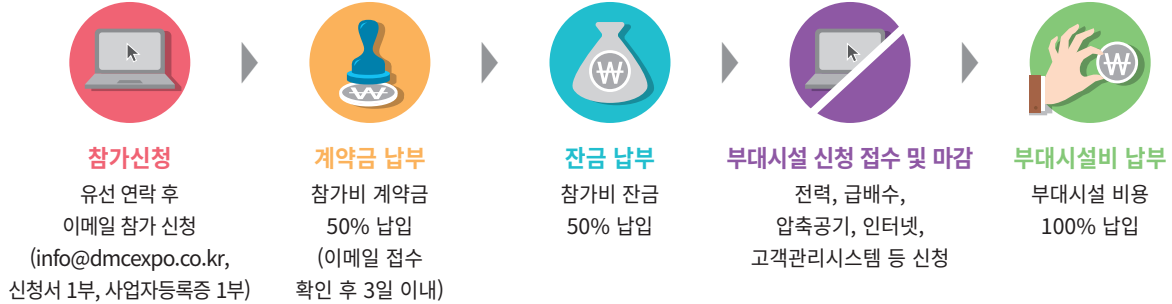 참가신청
유선 연락 후
이메일 참가 신청
(info@dmcexpo.co.kr,
신청서 1부, 사업자등록증 1부)
계약금 납부
참가비 계약금
50% 납입
(이메일 접수
확인 후 3일 이내)
잔금 납부
참가비 잔금
50% 납입
부대시설 신청 접수 및 마감
전력, 급배수,
압축공기, 인터넷,
고객관리시스템 등 신청
부대시설비 납부
부대시설 비용
100% 납입